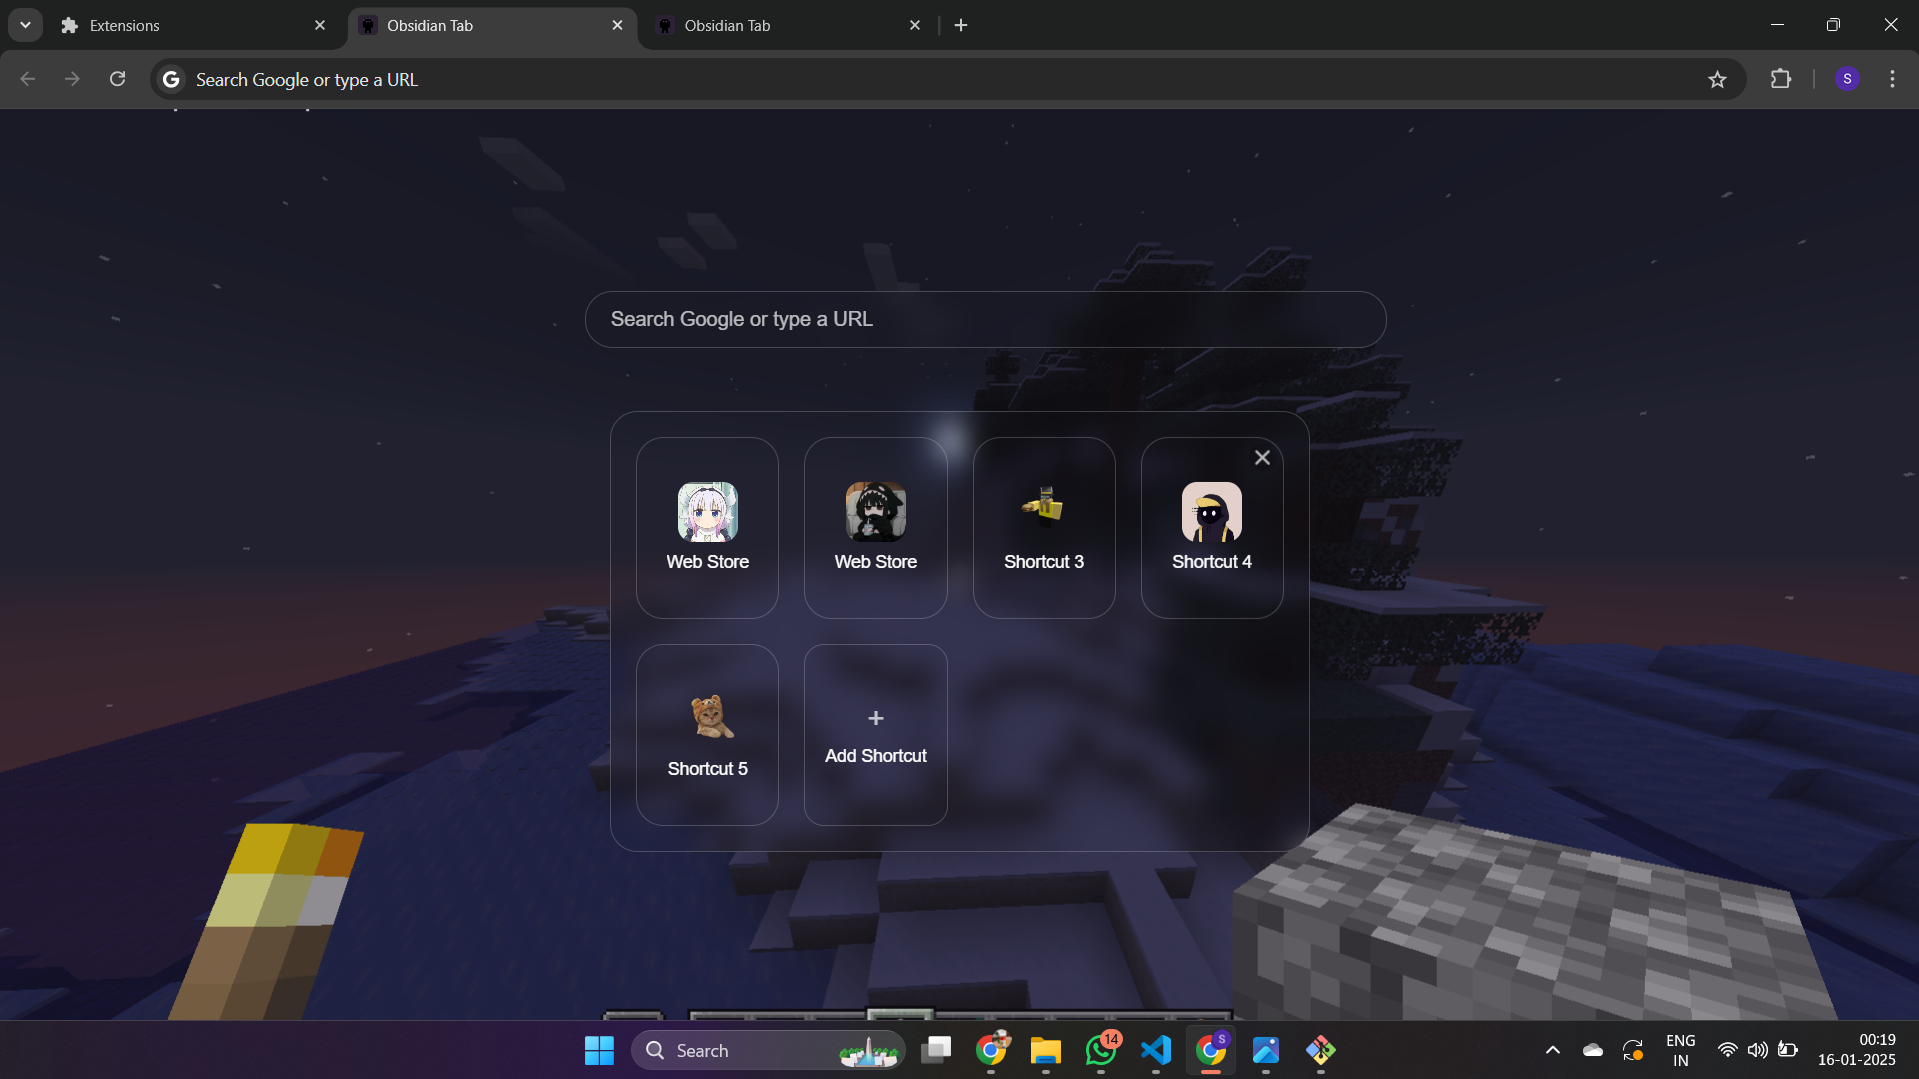 Extensions
Obsidian Tab
Obsidian Tab
Search Google or type a URL
S
Search Google or type a URL
Web Store
Web Store
Shortcut 3
Shortcut 4
Shortcut 5
Add Shortcut
Search
14
S
ENG
IN
00:19
16-01-2025